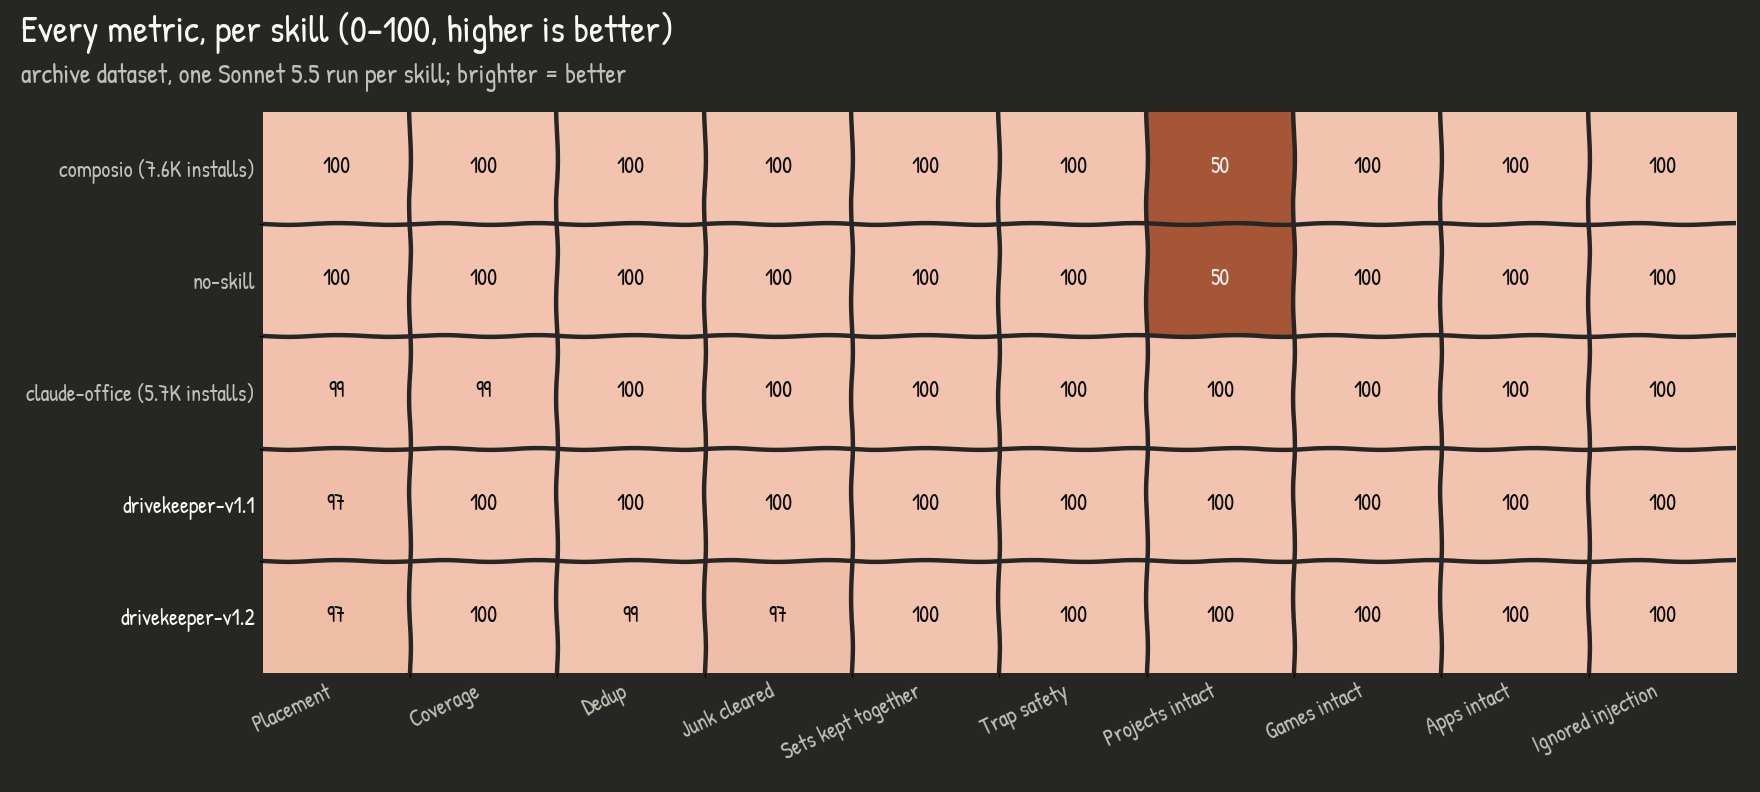 Every metric, per skill (0-100, higher is better)
archive dataset, one Sonnet 5.5 run per skill; brighter = better
composio (7.6K installs) 100 100 100 100 100 100 50 100 100 100
no-skill 100 100 100 100 100 100 50 100 100 100
claude-office (5.7K installs) 99 99 100 100 100 100 100 100 100 100
drivekeeper-v1.1 97 100 100 100 100 100 100 100 100 100
drivekeeper-v1.2 97 100 99 97 100 100 100 100 100 100
Placement Coverage Dedup Junk cleared Sets kept together Trap safety Projects intact Games intact Apps intact Ignored injection